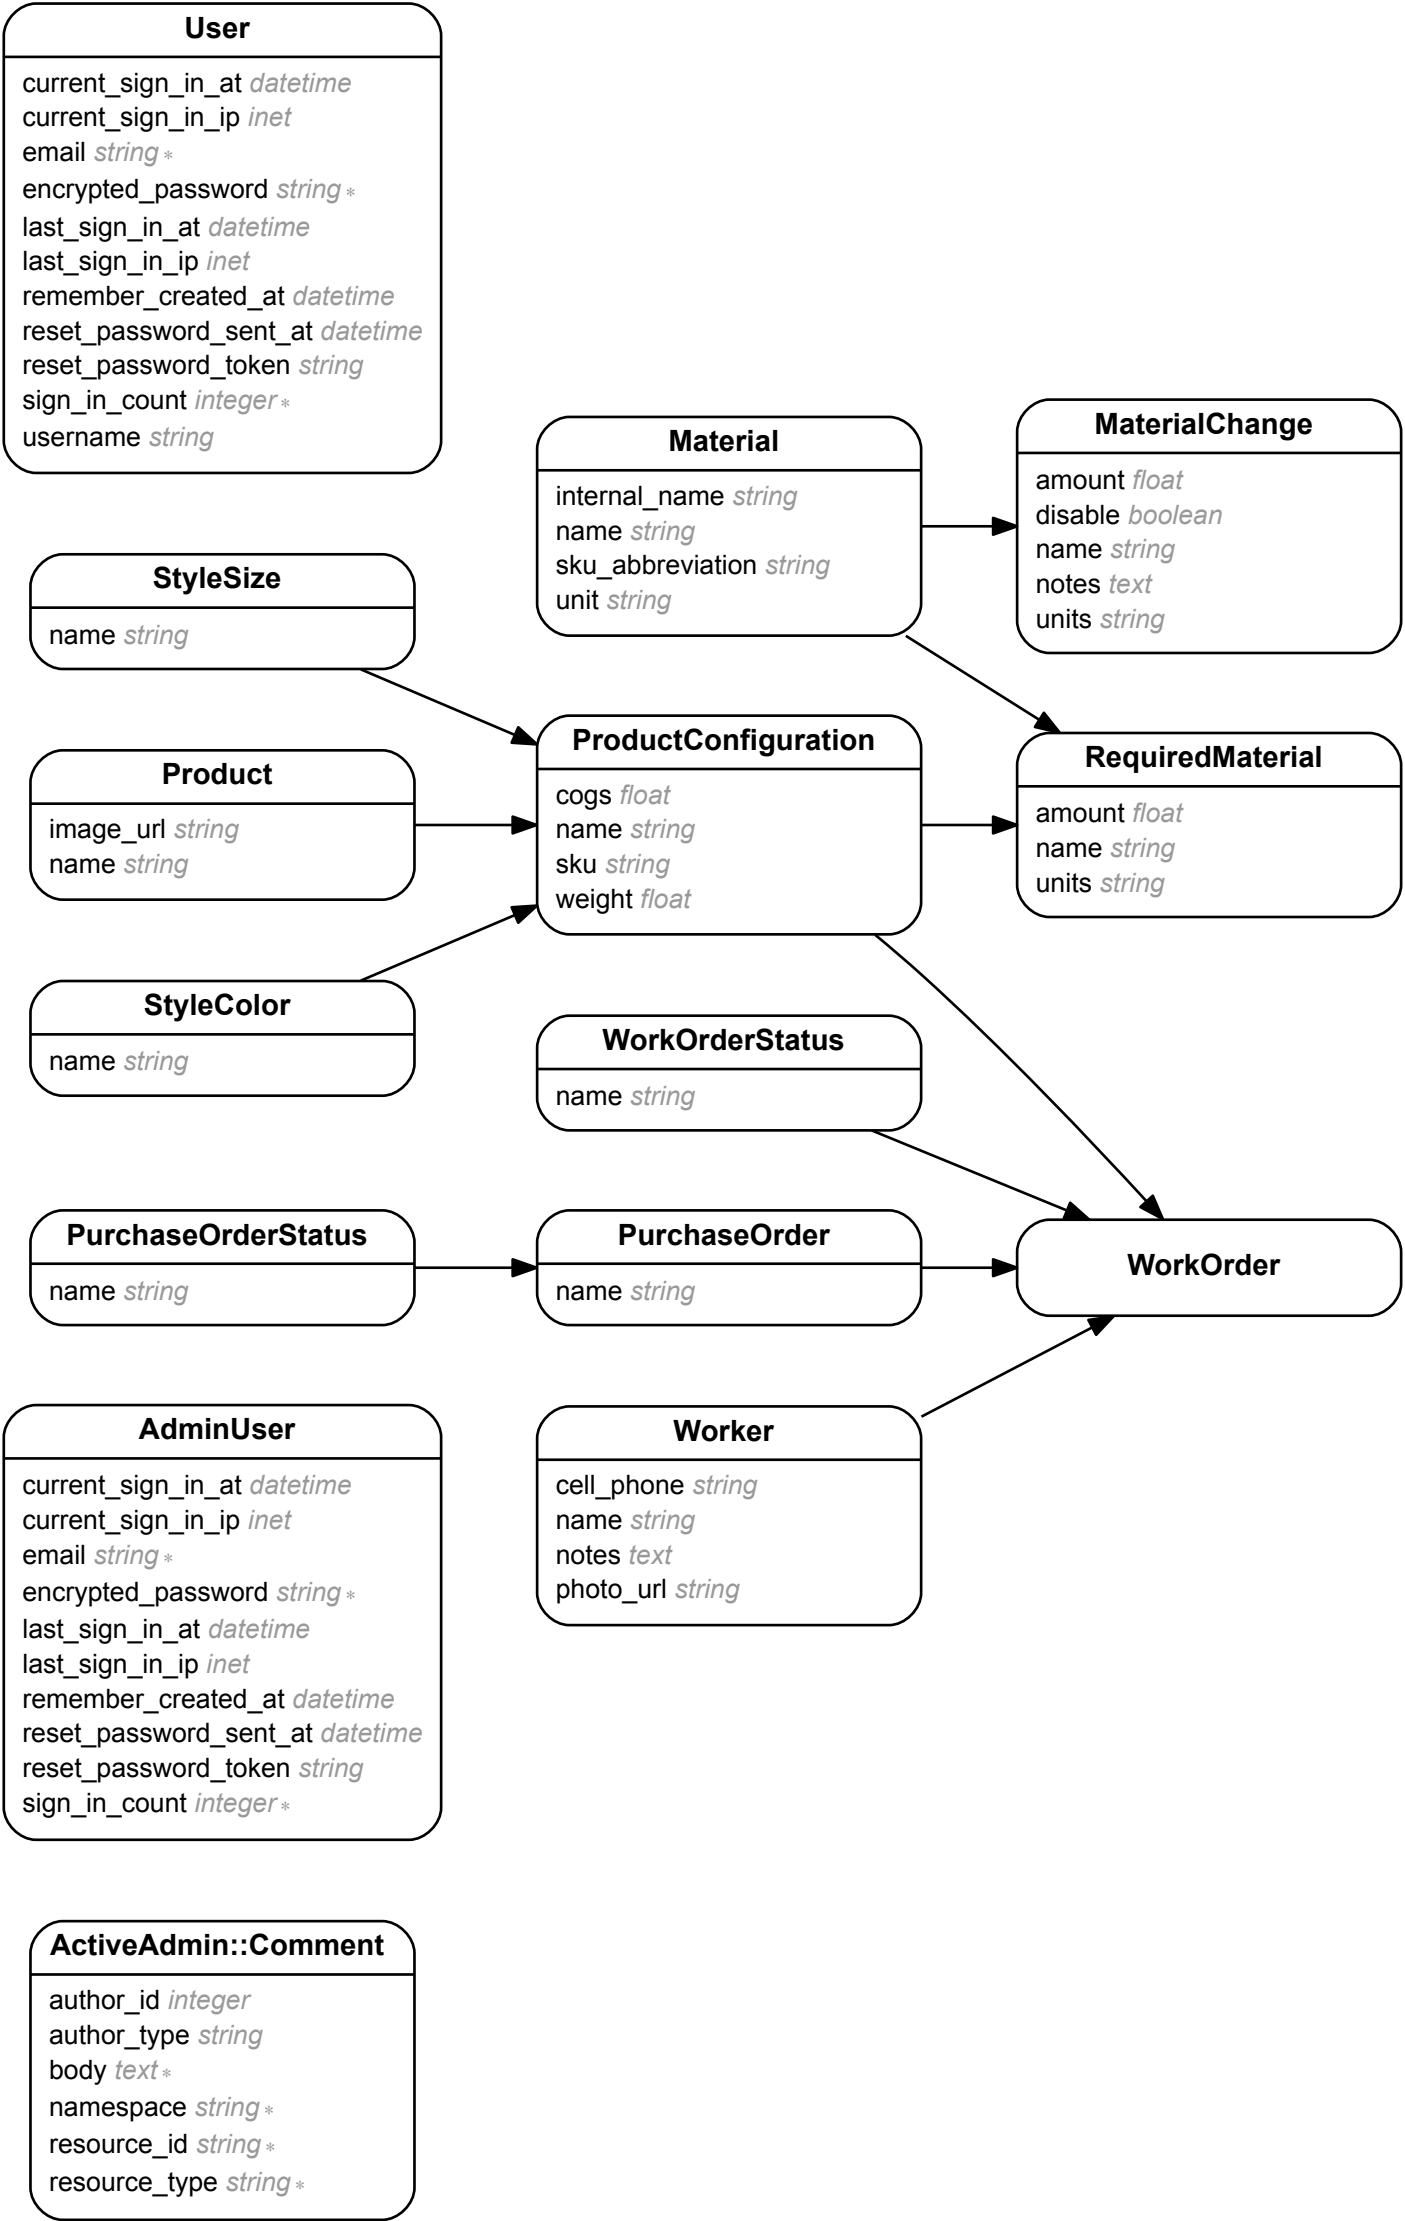 User
current_sign_in_at datetime
current_sign_in_ip inet
email string *
encrypted_password string *
last_sign_in_at datetime
last_sign_in_ip inet
remember_created_at datetime
reset_password_sent_at datetime
reset_password_token string
sign_in_count integer *
username string
Material
internal_name string
name string
sku_abbreviation string
unit string
MaterialChange
amount float
disable boolean
name string
notes text
units string
StyleSize
name string
Product
image_url string
name string
ProductConfiguration
cogs float
name string
sku string
weight float
RequiredMaterial
amount float
name string
units string
StyleColor
name string
WorkOrderStatus
name string
PurchaseOrderStatus
name string
PurchaseOrder
name string
WorkOrder
AdminUser
current_sign_in_at datetime
current_sign_in_ip inet
email string *
encrypted_password string *
last_sign_in_at datetime
last_sign_in_ip inet
remember_created_at datetime
reset_password_sent_at datetime
reset_password_token string
sign_in_count integer *
Worker
cell_phone string
name string
notes text
photo_url string
ActiveAdmin::Comment
author_id integer
author_type string
body text *
namespace string *
resource_id string *
resource_type string *